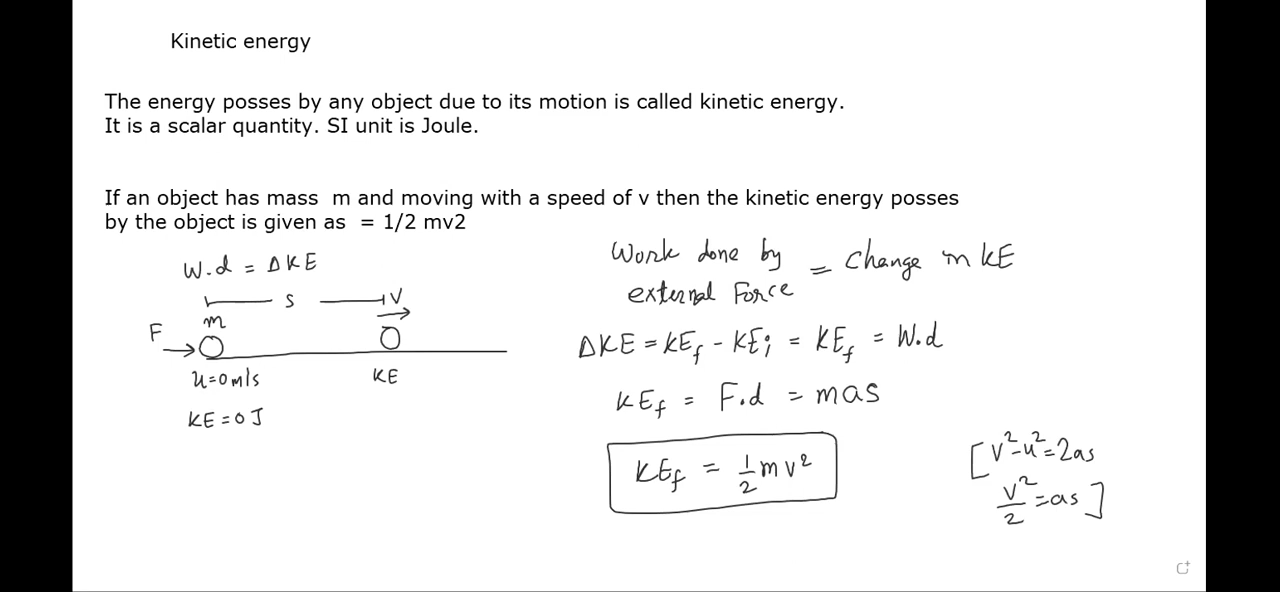 Kinetic energy
The energy posses by any object due to its motion is called kinetic energy.
It is a scalar quantity. SI unit is Joule.
If an object has mass m and moving with a speed of v then the kinetic energy posses
by the object is given as = 1/2 mv2
W.d = ΔKE
S
V
m
F
u=0m/s
KE
KE=0J
Work done by = change in KE
external Force
ΔKE = KEf - KEi = KEf = W.d
KEf = F.d = mas
KEf = 1/2 mv²
[v²-u²=2as
v²/2 = as]